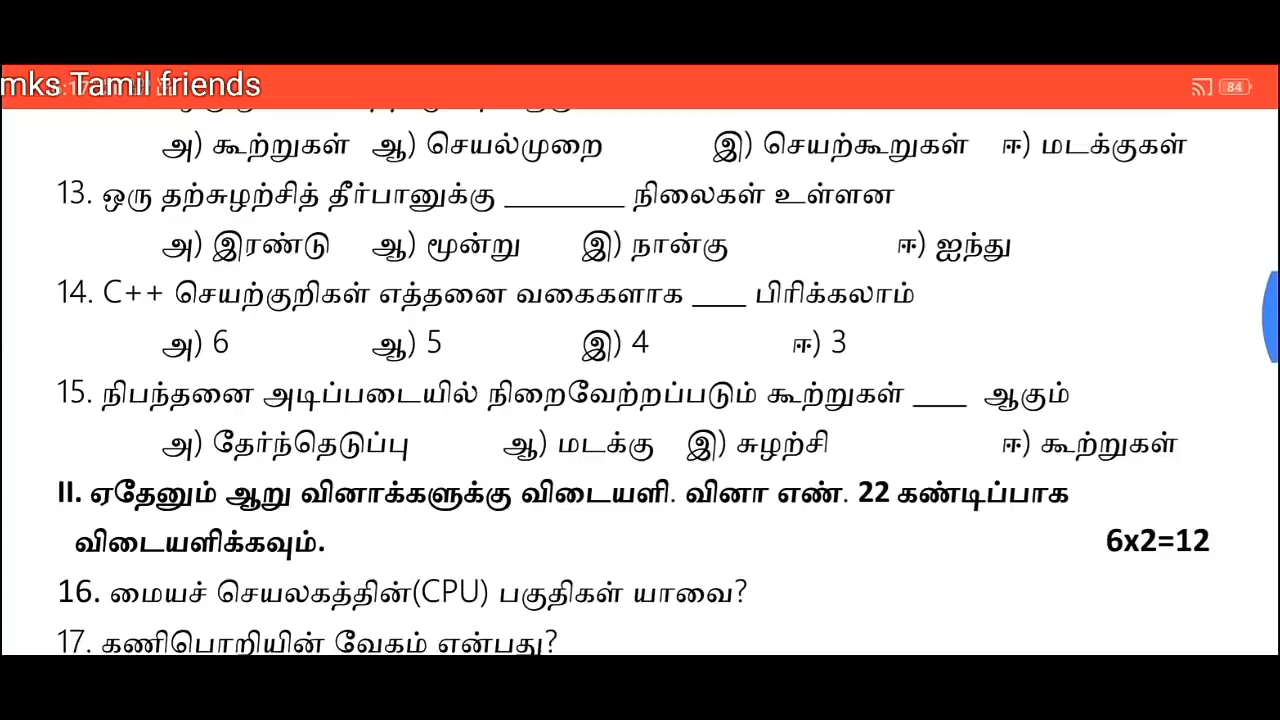 mks Tamil friends
84
அ) கூற்றுகள் ஆ) செயல்முறை இ) செயற்கூறுகள் ஈ) மடக்குகள்
13. ஒரு தற்சுழற்சித் தீர்பானுக்கு ________ நிலைகள் உள்ளன
அ) இரண்டு ஆ) மூன்று இ) நான்கு ஈ) ஐந்து
14. C++ செயற்குறிகள் எத்தனை வகைகளாக ____ பிரிக்கலாம்
அ) 6 ஆ) 5 இ) 4 ஈ) 3
15. நிபந்தனை அடிப்படையில் நிறைவேற்றப்படும் கூற்றுகள் ____ ஆகும்
அ) தேர்ந்தெடுப்பு ஆ) மடக்கு இ) சுழற்சி ஈ) கூற்றுகள்
II. ஏதேனும் ஆறு வினாக்களுக்கு விடையளி. வினா எண். 22 கண்டிப்பாக
விடையளிக்கவும். 6x2=12
16. மையச் செயலகத்தின்(CPU) பகுதிகள் யாவை?
17. கணிபொறியின் வேகம் என்பது?